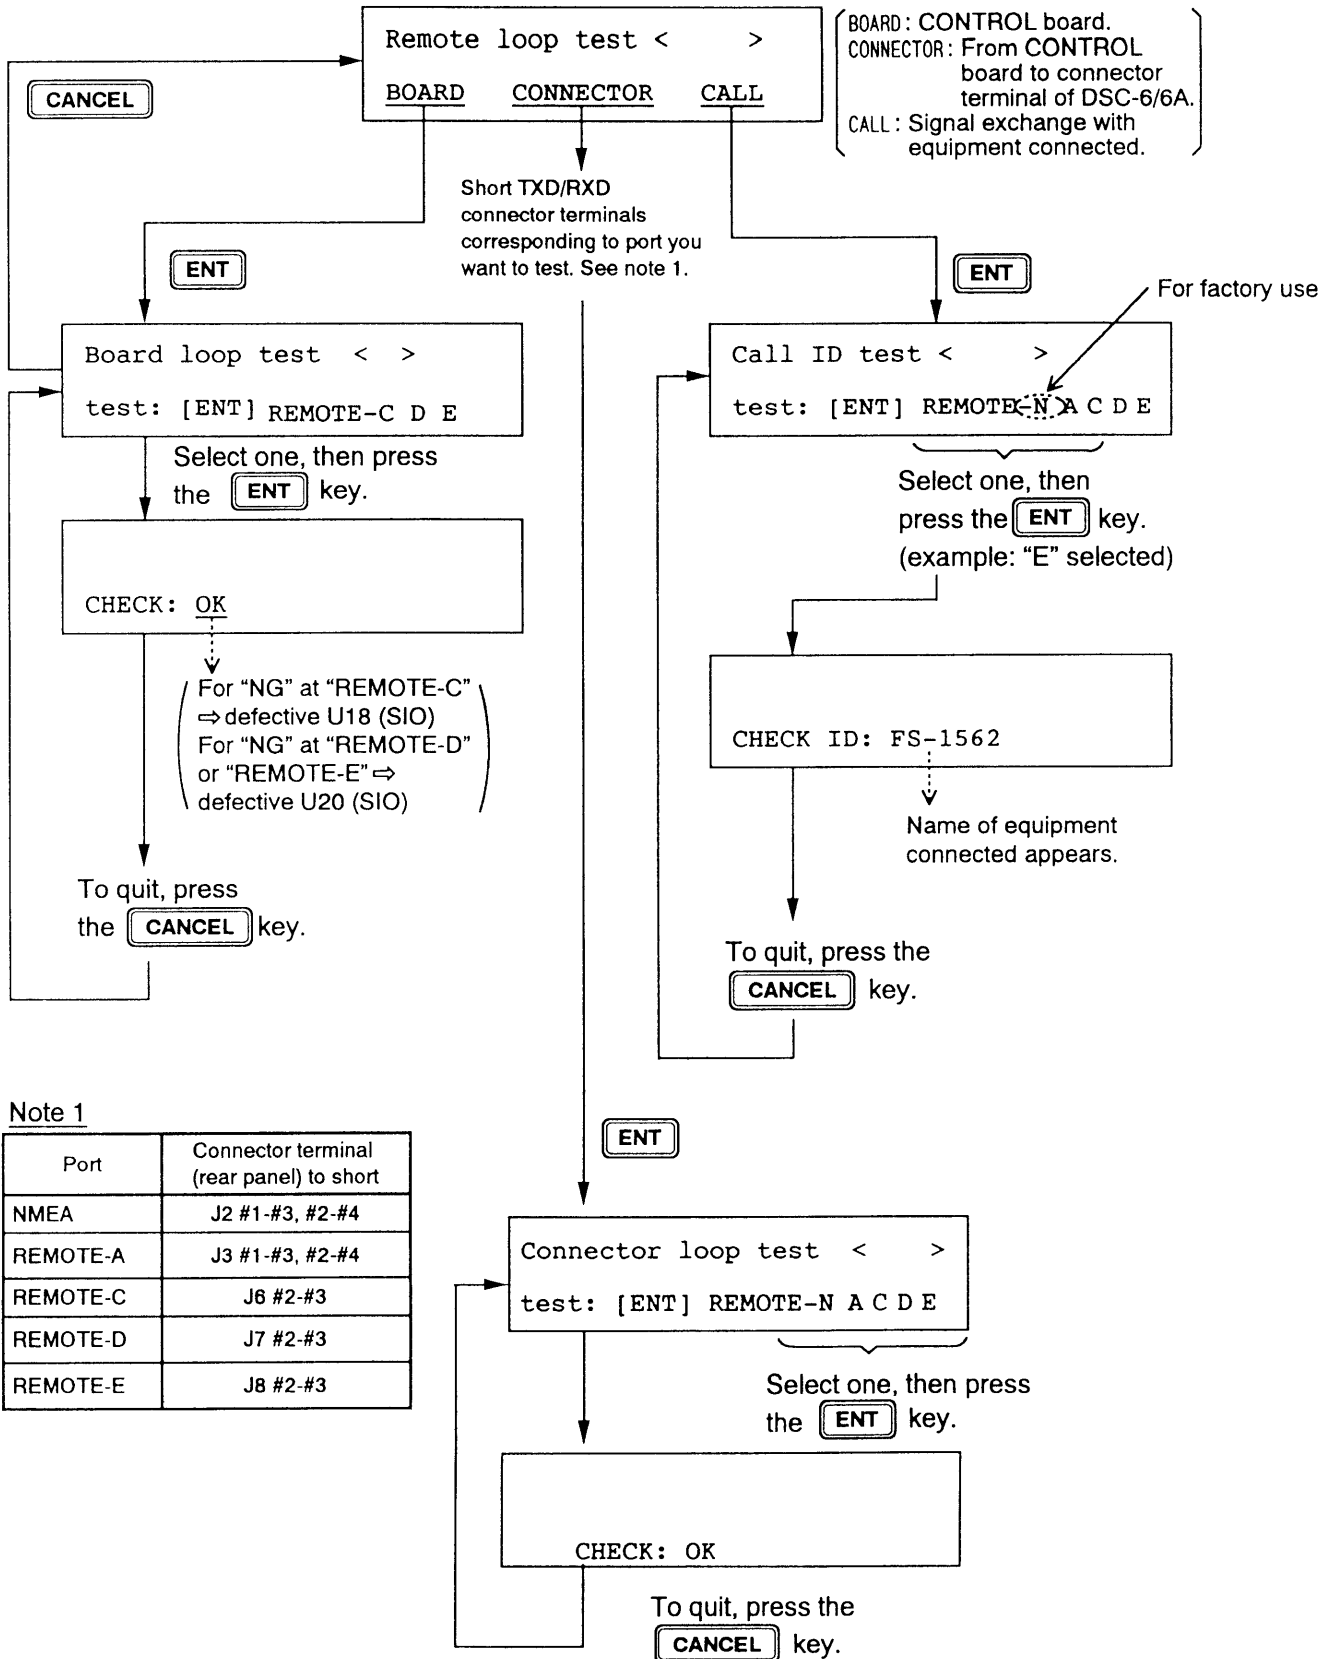 Remote loop test < >
BOARD CONNECTOR CALL
BOARD: CONTROL board.
CONNECTOR: From CONTROL
board to connector
terminal of DSC-6/6A.
CALL: Signal exchange with
equipment connected.
CANCEL
Short TXD/RXD
connector terminals
corresponding to port you
want to test. See note 1.
ENT
ENT
For factory use
Board loop test < >
test: [ENT] REMOTE-C D E
Select one, then press
the ENT key.
CHECK: OK
For “NG” at “REMOTE-C”
⇨ defective U18 (SIO)
For “NG” at “REMOTE-D”
or “REMOTE-E” ⇨
defective U20 (SIO)
To quit, press
the CANCEL key.
Call ID test < >
test: [ENT] REMOTE-N A C D E
Select one, then
press the ENT key.
(example: “E” selected)
CHECK ID: FS-1562
Name of equipment
connected appears.
To quit, press the
CANCEL key.
Note 1
Port Connector terminal
(rear panel) to short
NMEA J2 #1-#3, #2-#4
REMOTE-A J3 #1-#3, #2-#4
REMOTE-C J6 #2-#3
REMOTE-D J7 #2-#3
REMOTE-E J8 #2-#3
ENT
Connector loop test < >
test: [ENT] REMOTE-N A C D E
Select one, then press
the ENT key.
CHECK: OK
To quit, press the
CANCEL key.